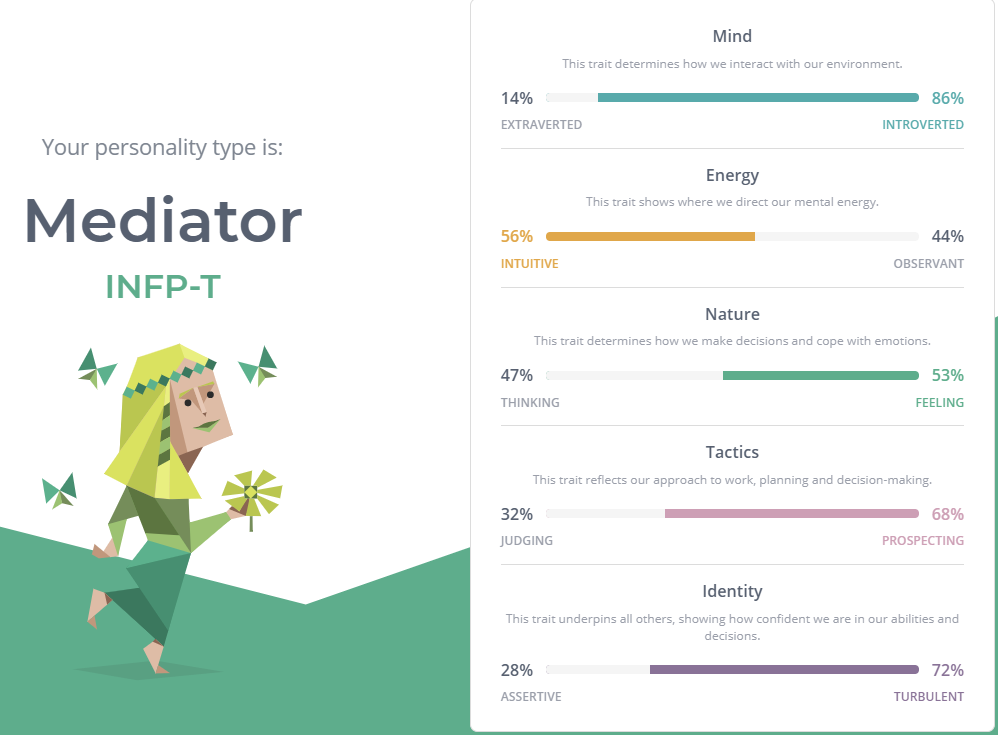 Your personality type is:
Mediator
INFP-T
Mind
This trait determines how we interact with our environment.
14% 86%
EXTRAVERTED INTROVERTED
Energy
This trait shows where we direct our mental energy.
56% 44%
INTUITIVE OBSERVANT
Nature
This trait determines how we make decisions and cope with emotions.
47% 53%
THINKING FEELING
Tactics
This trait reflects our approach to work, planning and decision-making.
32% 68%
JUDGING PROSPECTING
Identity
This trait underpins all others, showing how confident we are in our abilities and
decisions.
28% 72%
ASSERTIVE TURBULENT